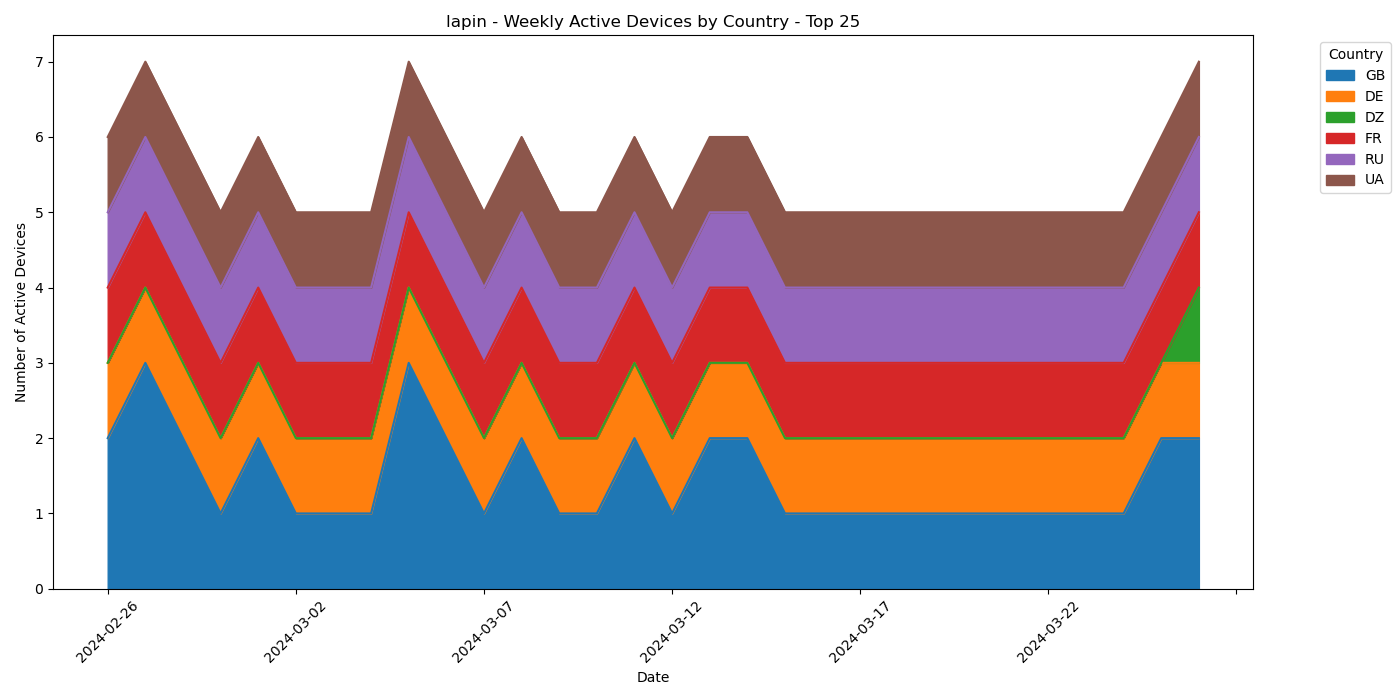 lapin - Weekly Active Devices by Country - Top 25
Country
GB
DE
DZ
FR
RU
UA
Number of Active Devices
7
6
5
4
3
2
1
0
2024-02-26
2024-03-02
2024-03-07
2024-03-12
2024-03-17
2024-03-22
Date